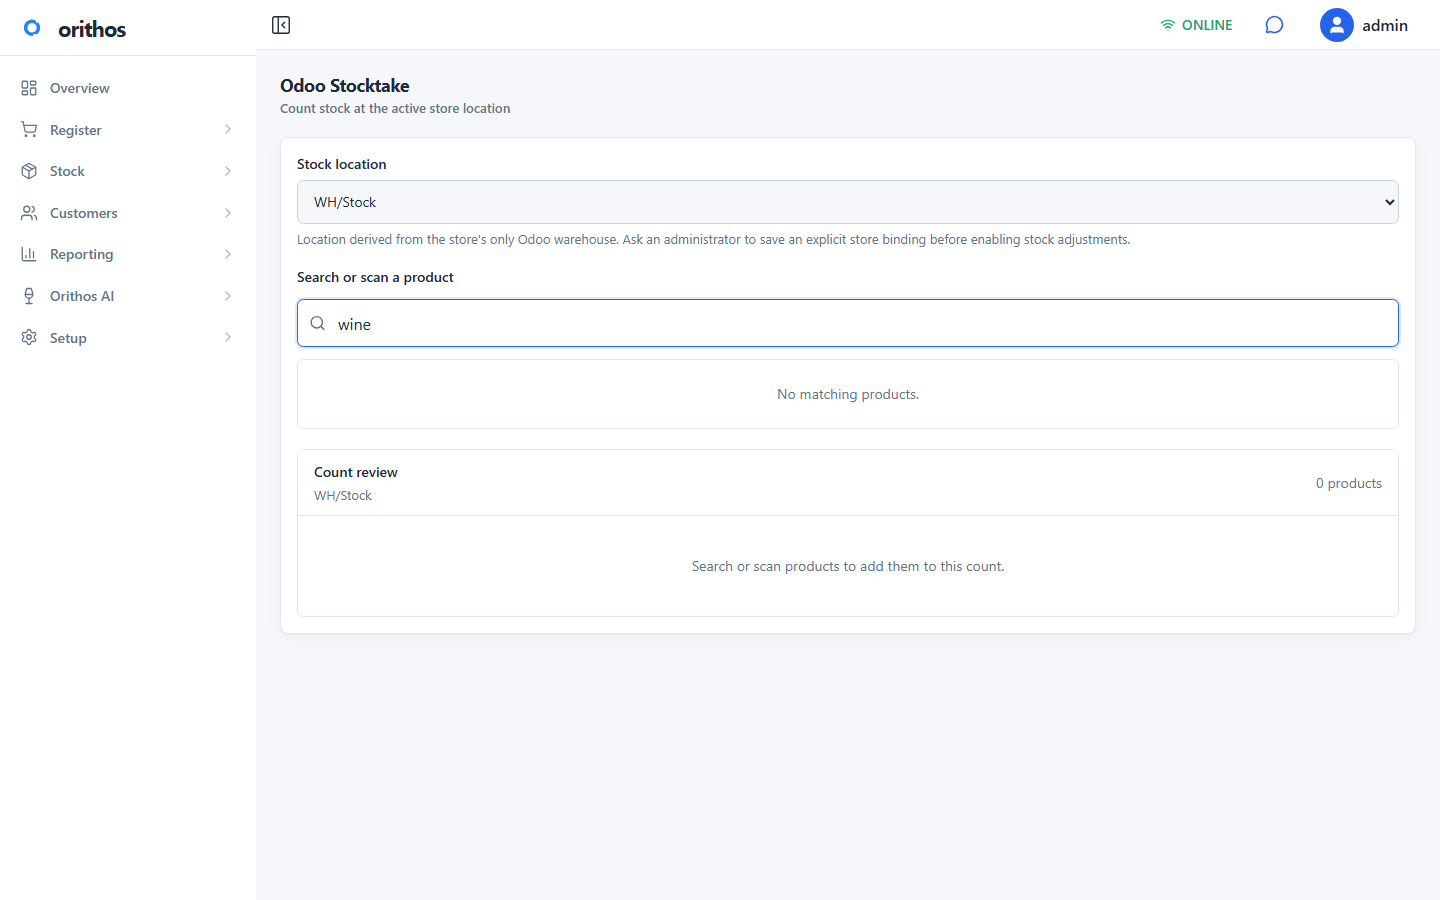 orithos
ONLINE
admin
Overview
Register
Stock
Customers
Reporting
Orithos AI
Setup
Odoo Stocktake
Count stock at the active store location
Stock location
WH/Stock
Location derived from the store's only Odoo warehouse. Ask an administrator to save an explicit store binding before enabling stock adjustments.
Search or scan a product
wine
No matching products.
Count review
WH/Stock
0 products
Search or scan products to add them to this count.